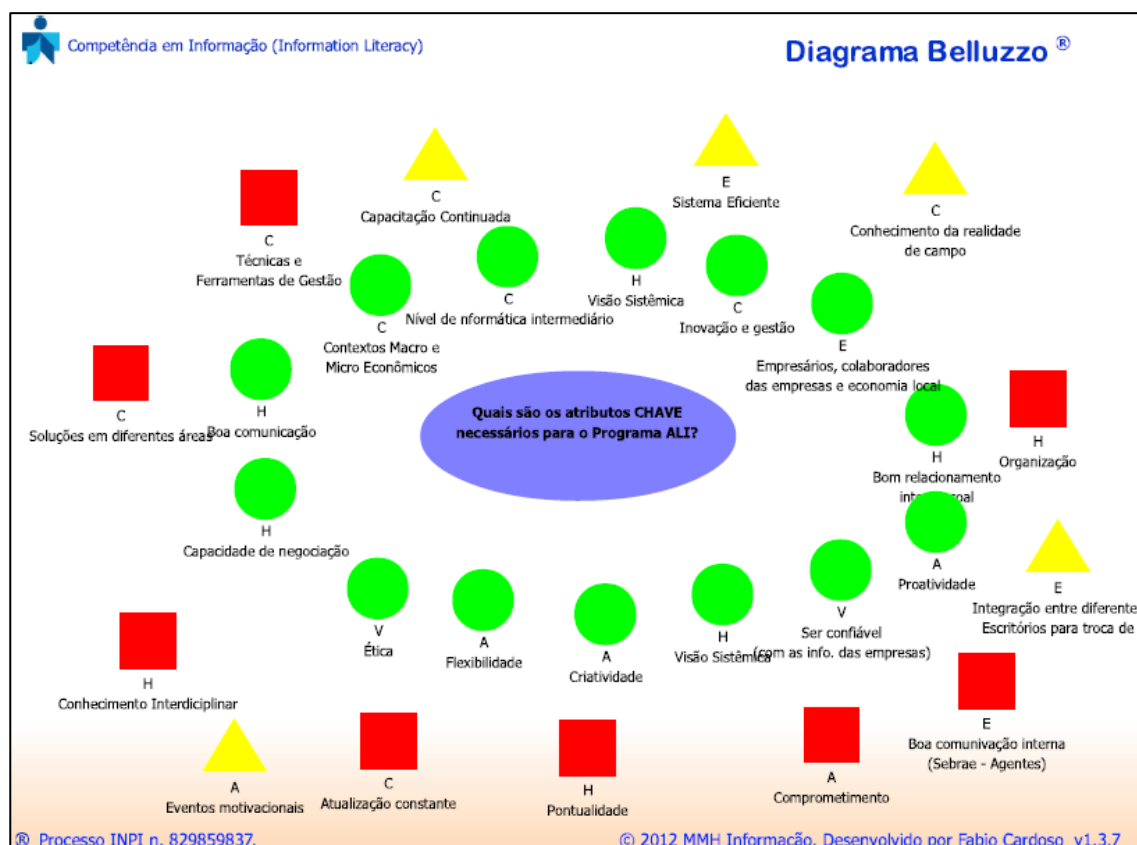 Competência em Informação (Information Literacy)
Diagrama Belluzzo ®
C
Capacitação Continuada
E
Sistema Eficiente
C
Conhecimento da realidade
de campo
C
Técnicas e
Ferramentas de Gestão
C
Contextos Macro e
Micro Econômicos
C
Nível de nformática intermediário
H
Visão Sistêmica
C
Inovação e gestão
E
Empresários, colaboradores
das empresas e economia local
C
Soluções em diferentes áreas
H
Boa comunicação
Quais são os atributos CHAVE
necessários para o Programa ALI?
H
Bom relacionamento
H
Organização
H
Capacidade de negociação
A
Proatividade
E
Integração entre diferente
Escritórios para troca de
V
Ética
A
Flexibilidade
A
Criatividade
H
Visão Sistêmica
V
Ser confiável
(com as info. das empresas)
H
Conhecimento Interdiciplinar
E
Boa comunivação interna
(Sebrae - Agentes)
A
Eventos motivacionais
C
Atualização constante
H
Pontualidade
A
Comprometimento
® Processo INPI n. 829859837.
© 2012 MMH Informação. Desenvolvido por Fabio Cardoso v1.3.7